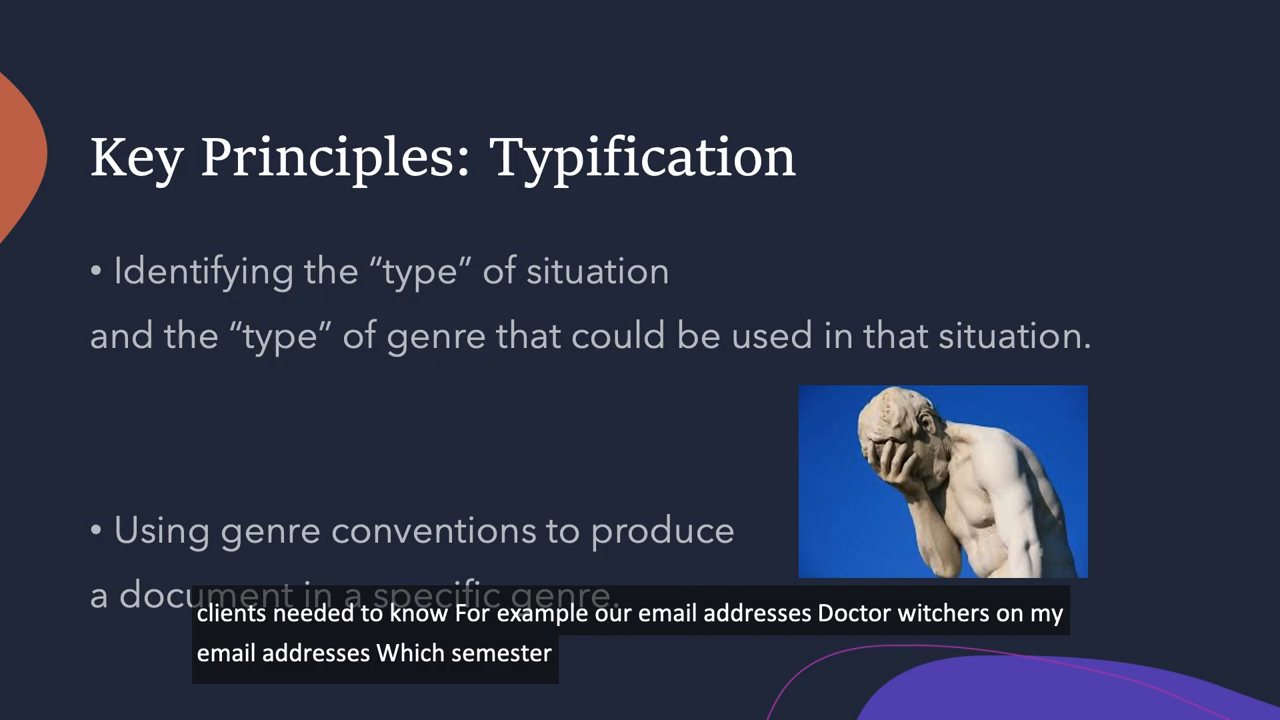 Key Principles: Typification
• Identifying the “type” of situation
and the “type” of genre that could be used in that situation.
• Using genre conventions to produce
a document in a specific genre.
clients needed to know For example our email addresses Doctor witchers on my
email addresses Which semester